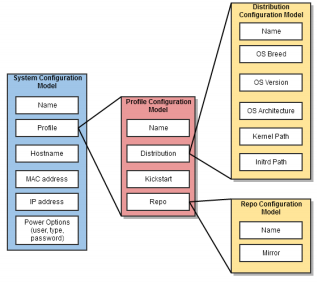 System Configuration
Model
Name
Profile
Hostname
MAC address
IP address
Power Options
(user, type,
password)
Profile Configuration
Model
Name
Distribution
Kickstart
Repo
Distribution
Configuration Model
Name
OS Breed
OS Version
OS Architecture
Kernel Path
Initrd Path
Repo Configuration
Model
Name
Mirror